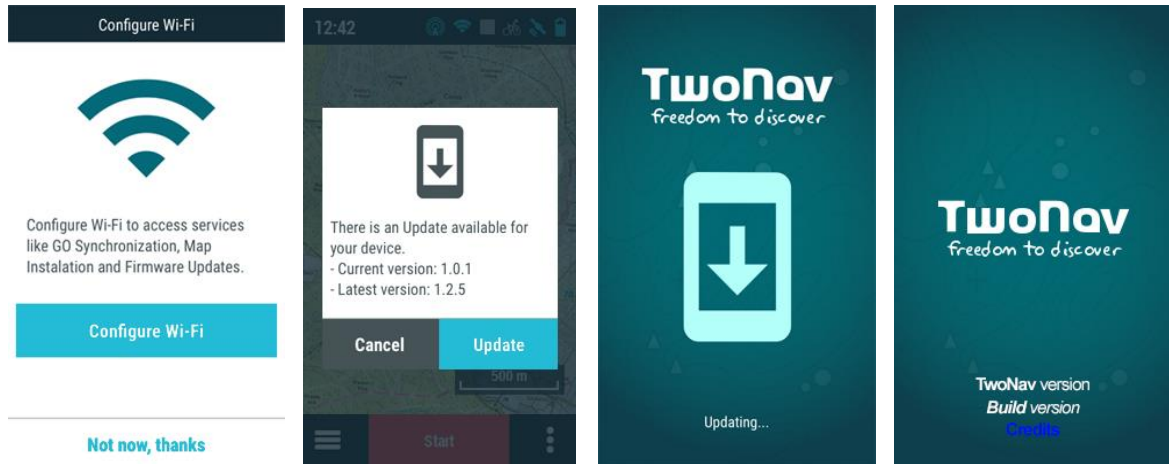 Configure Wi-Fi
Configure Wi-Fi to access services
like GO Synchronization, Map
Instalation and Firmware Updates.
Configure Wi-Fi
Not now, thanks
12:42
There is an Update available for
your device.
- Current version: 1.0.1
- Latest version: 1.2.5
Cancel
Update
500 m
Start
TwoNav
freedom to discover
Updating...
TwoNav
freedom to discover
TwoNav version
Build version
Credits